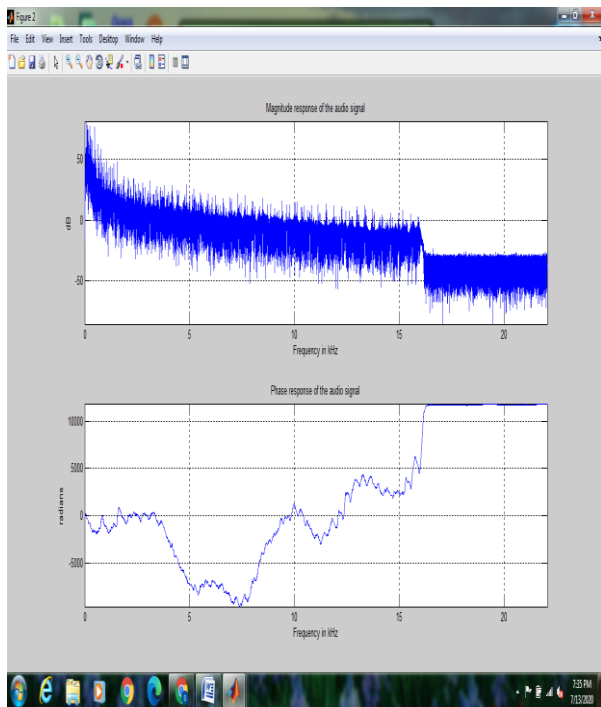 Figure 2
File Edit View Insert Tools Desktop Window Help
Magnitude response of the audio signal
50
0
-50
dB
0 5 10 15 20
Frequency in kHz
Phase response of the audio signal
10000
5000
0
-5000
radians
0 5 10 15 20
Frequency in kHz
7:35 PM
7/13/2020